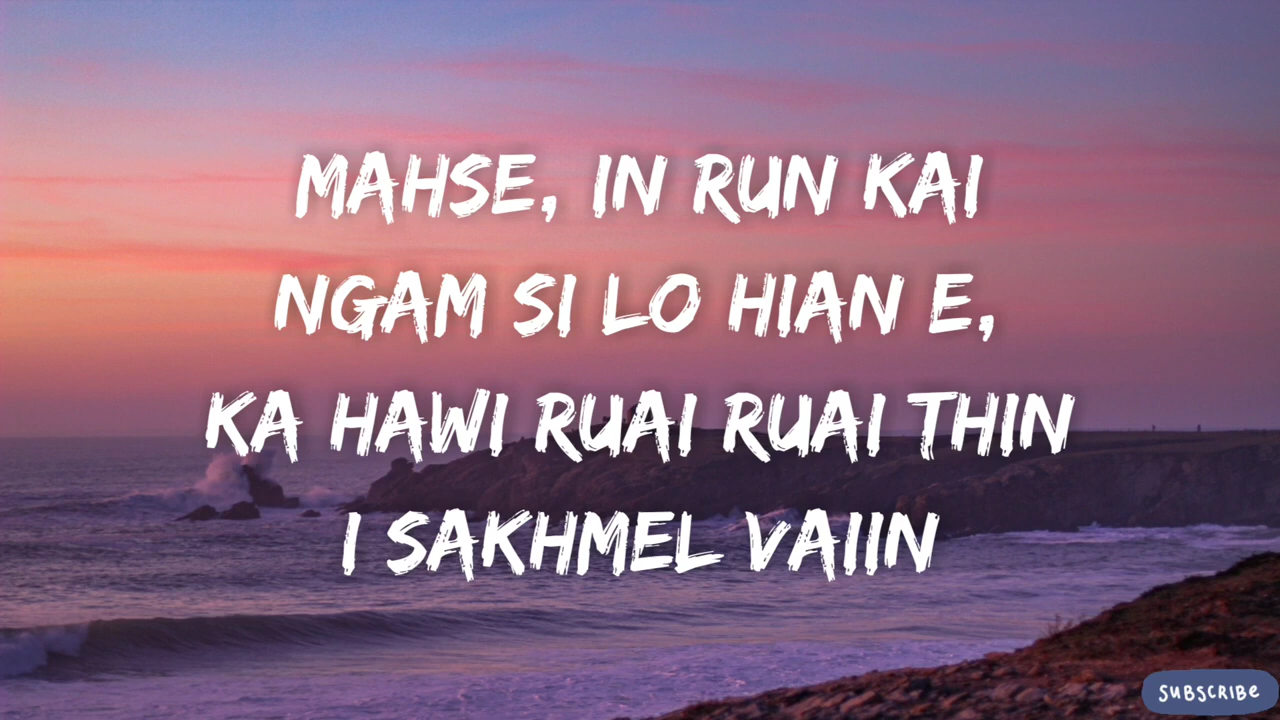 MAHSE, IN RUN KAI
NGAM SI LO HIAN E,
KA HAWI RUAI RUAI THIN
I SAKHMEL VAIIN
SUBSCRIBE